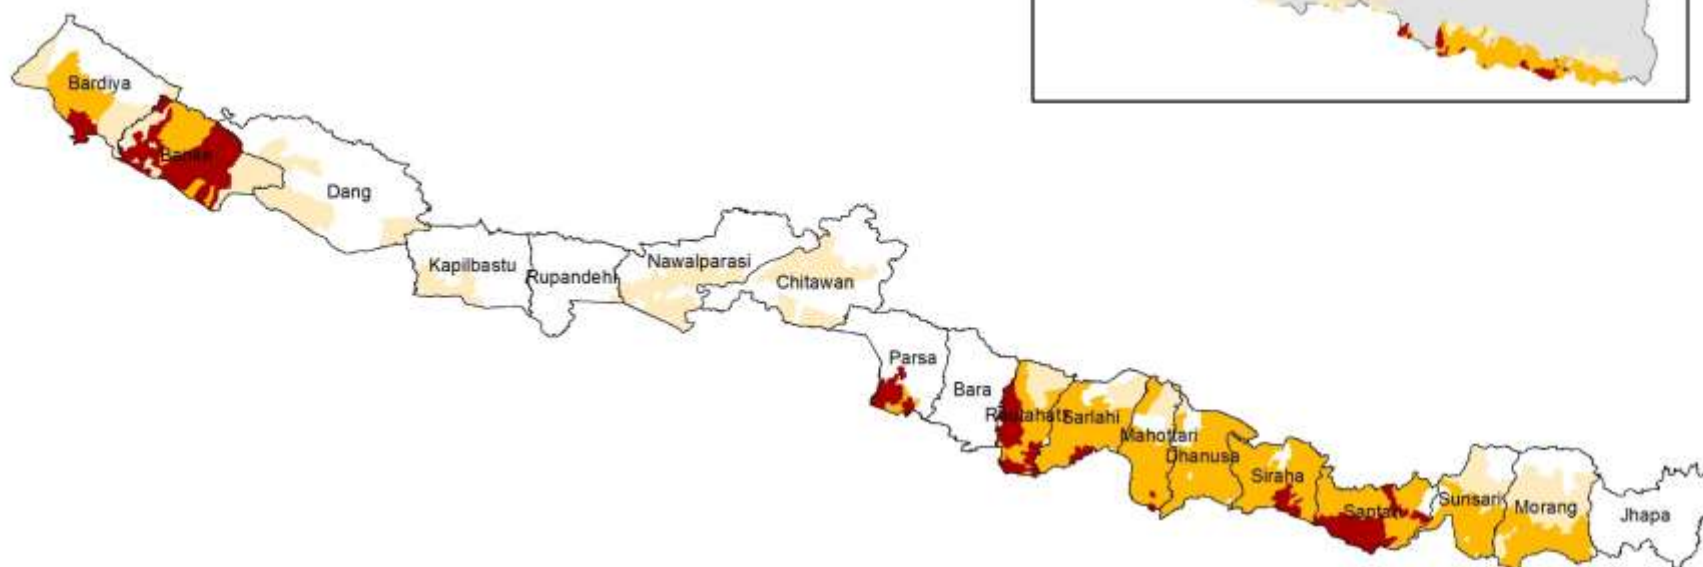 Bardiya
Banke
Dang
Kapilbastu
Rupandehi
Nawalparasi
Chitawan
Parsa
Bara
Rautahat
Sarlahi
Mahottari
Dhanusa
Siraha
Saptari
Sunsari
Morang
Jhapa